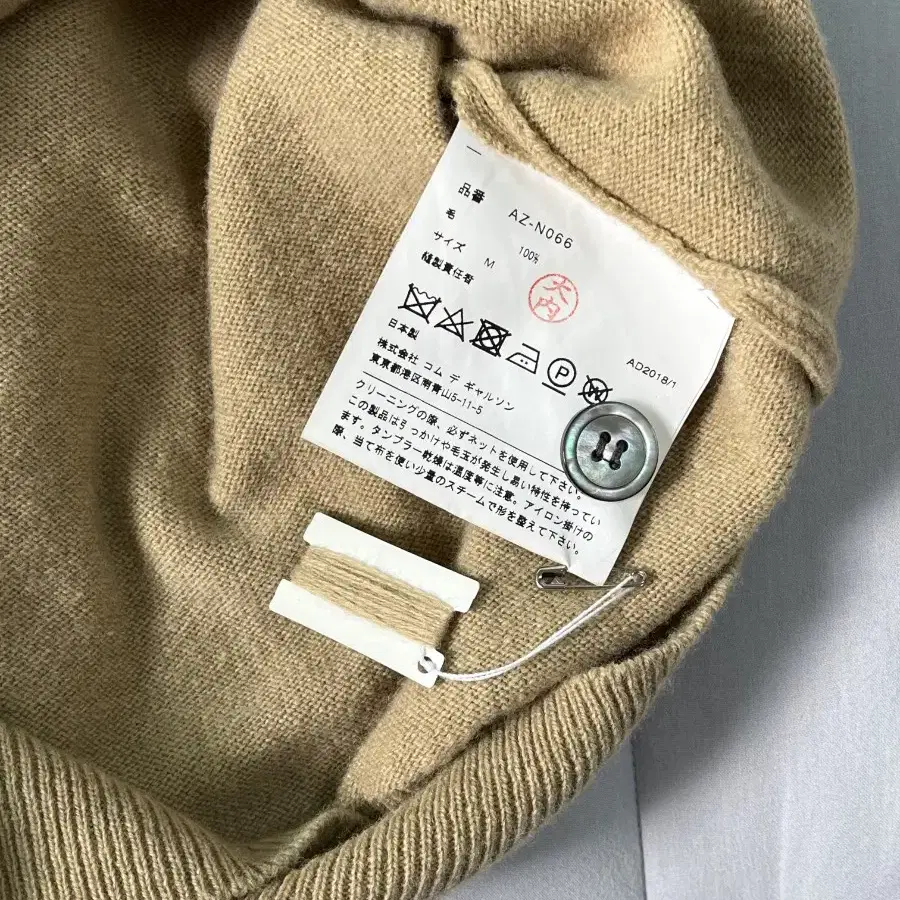 品番 AZ-N066
毛 100%
サイズ M
縫製責任者
大内
日本製
株式会社 コム デ ギャルソン
東京都港区南青山5-11-5
AD2018/1
クリーニングの際、必ずネットを使用して下さい。
この製品は引っかけや毛玉が発生し易い特性を持ってい
ます。タンブラー乾燥は温度等に注意。アイロン掛けの
際、当て布を使い少量のスチームで形を整えて下さい。
P
W